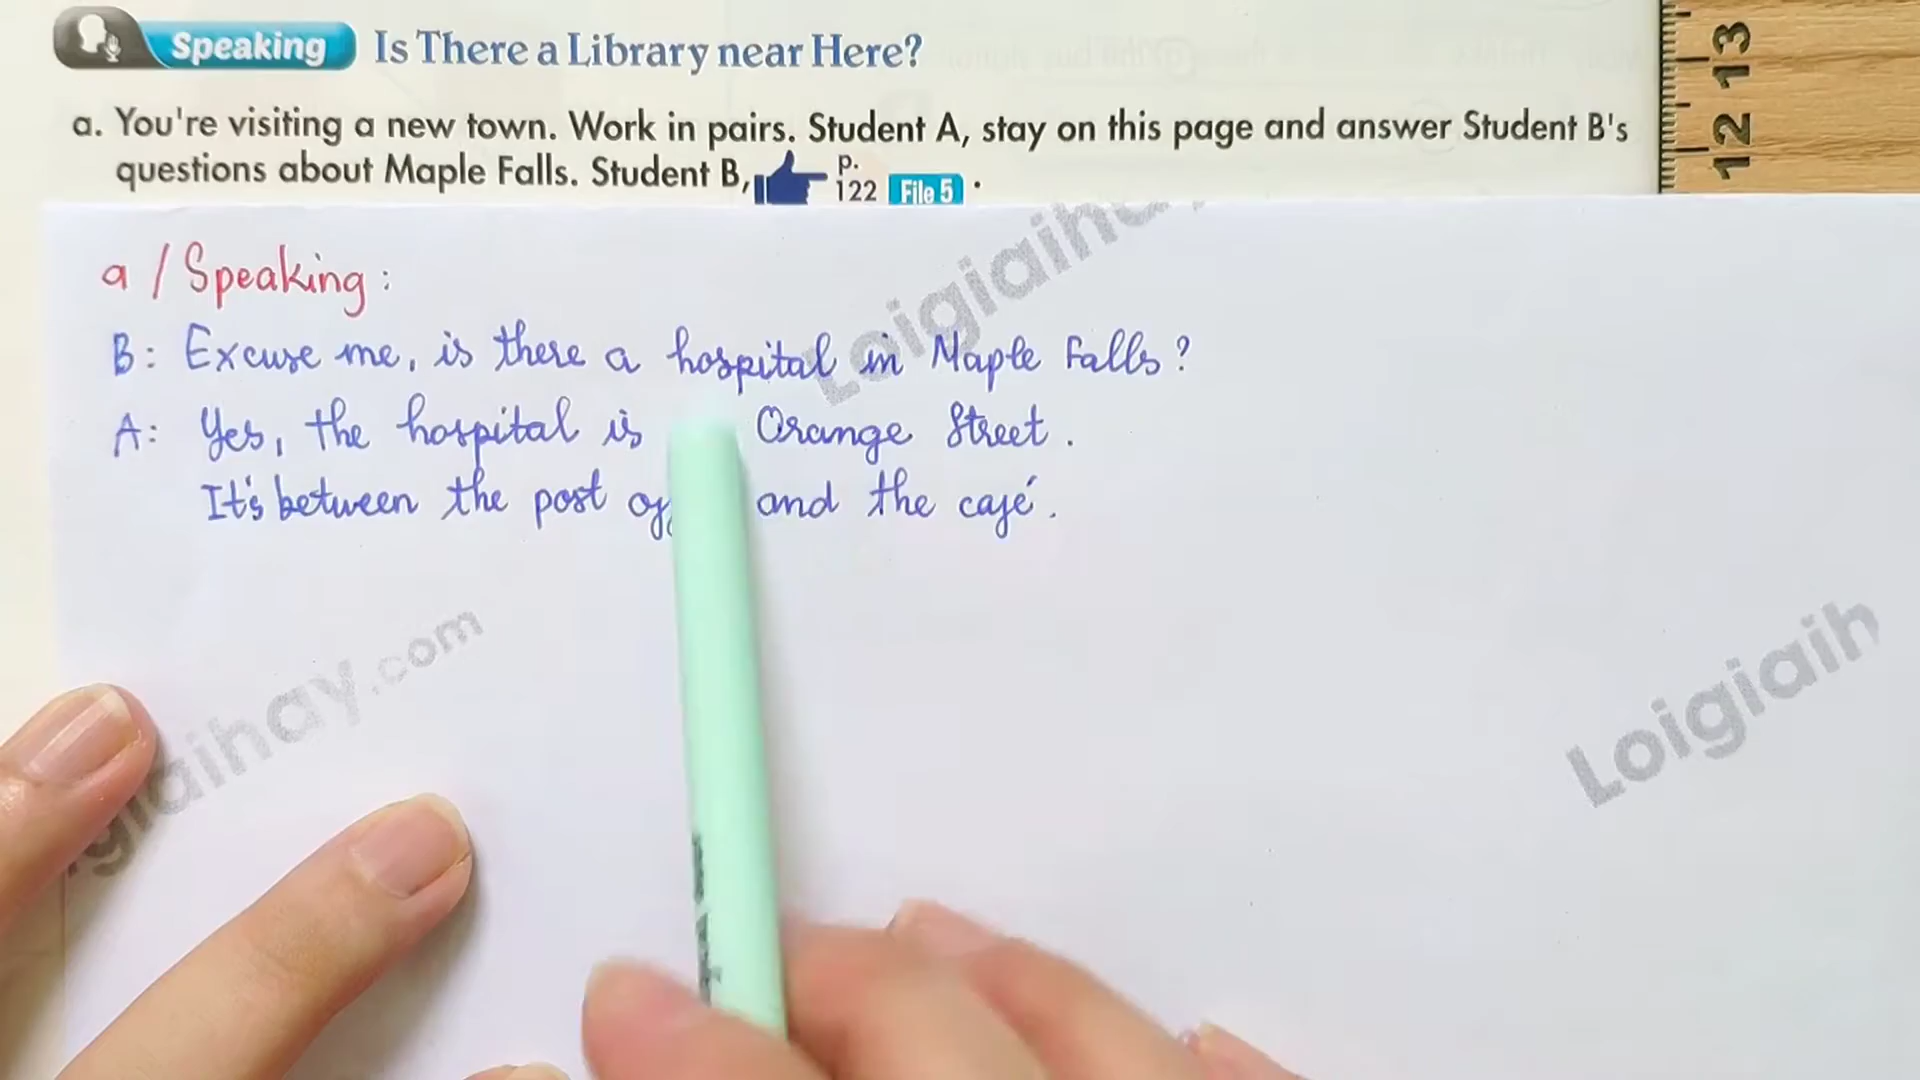 Speaking Is There a Library near Here?
a. You're visiting a new town. Work in pairs. Student A, stay on this page and answer Student B's
questions about Maple Falls. Student B, p. 122 File 5 .
12 13
a / Speaking:
B: Excuse me, is there a hospital in Maple Falls?
A: Yes, the hospital is Orange Street.
It's between the post and the café.
Loigiaih
aihay.com
Loigiaih